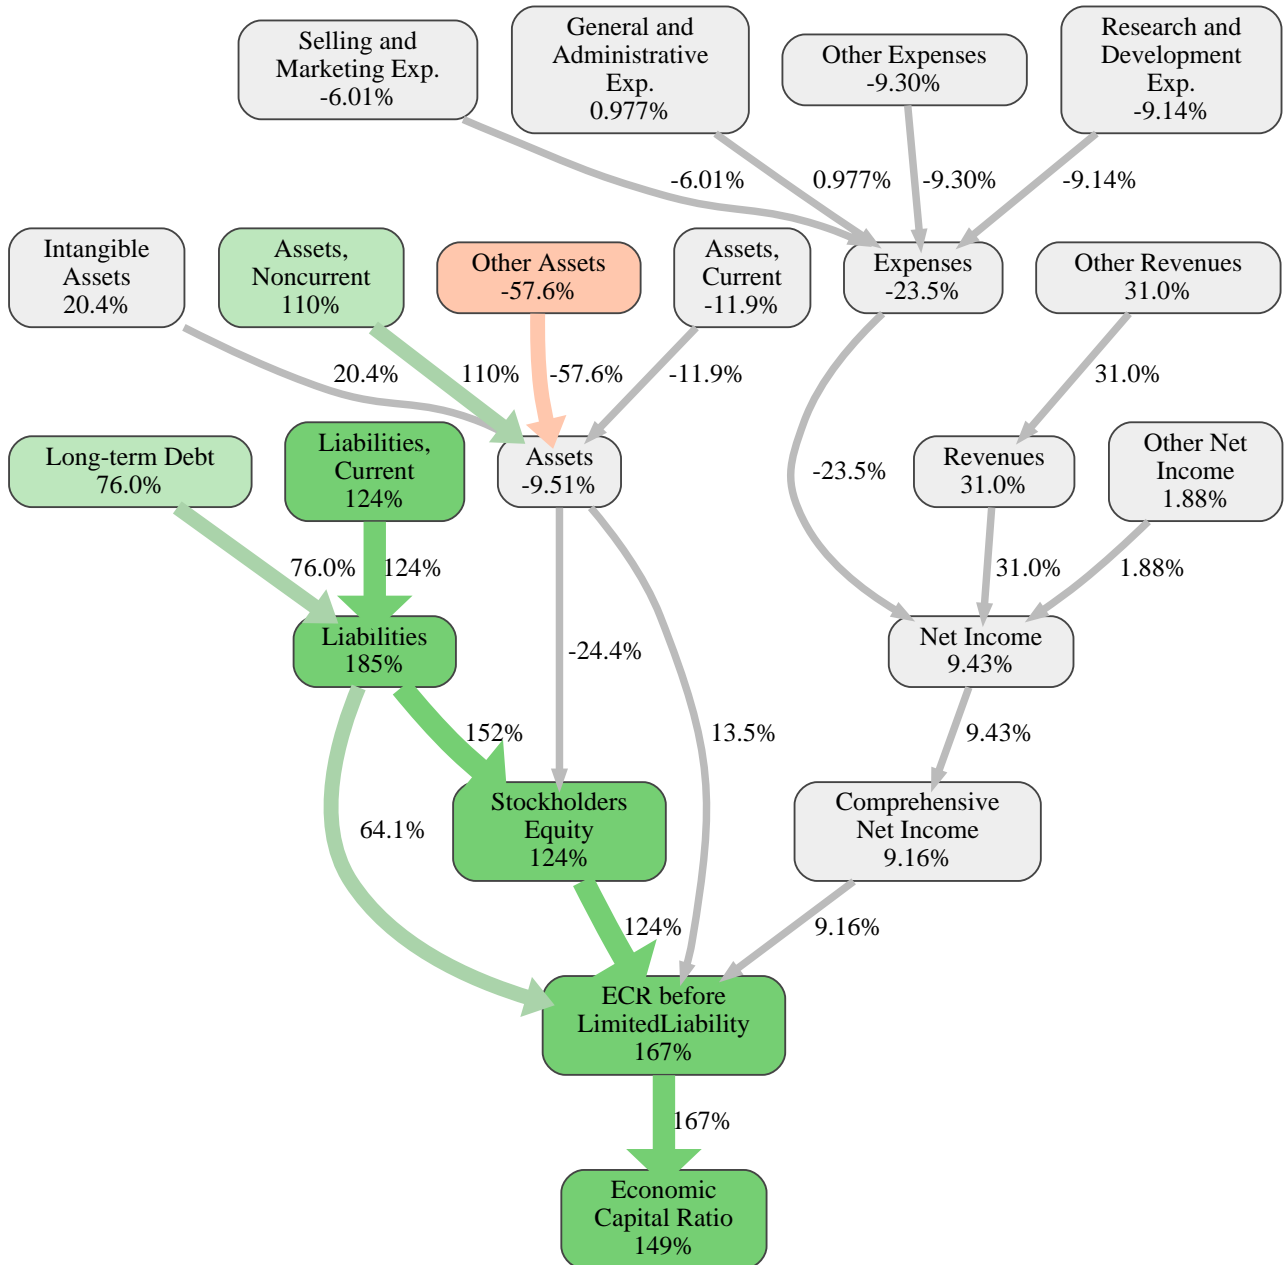 Selling and
Marketing Exp.
-6.01%
General and
Administrative
Exp.
0.977%
Other Expenses
-9.30%
Research and
Development
Exp.
-9.14%
-6.01%
0.977%
-9.30%
-9.14%
Intangible
Assets
20.4%
Assets,
Noncurrent
110%
Other Assets
-57.6%
Assets,
Current
-11.9%
Expenses
-23.5%
Other Revenues
31.0%
20.4%
110%
-57.6%
-11.9%
31.0%
Long-term Debt
76.0%
Liabilities,
Current
124%
Assets
-9.51%
-23.5%
Revenues
31.0%
Other Net
Income
1.88%
76.0%
124%
31.0%
1.88%
Liabilities
185%
-24.4%
Net Income
9.43%
152%
13.5%
9.43%
64.1%
Stockholders
Equity
124%
Comprehensive
Net Income
9.16%
124%
9.16%
ECR before
LimitedLiability
167%
167%
Economic
Capital Ratio
149%